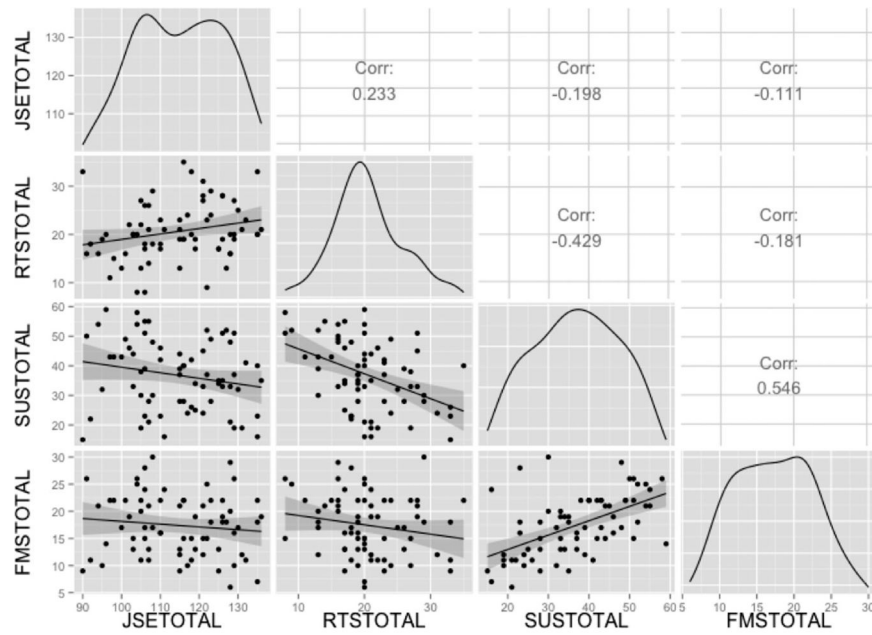 JSETOTAL
130
120
110
Corr:
0.233
Corr:
-0.198
Corr:
-0.111
RTSTOTAL
30
20
10
Corr:
-0.429
Corr:
-0.181
SUSTOTAL
60
50
40
30
20
Corr:
0.546
FMSTOTAL
30
25
20
15
10
5
90 100 110 120 130
10 20 30
20 30 40 50 60
5 10 15 20 25 30
JSETOTAL
RTSTOTAL
SUSTOTAL
FMSTOTAL